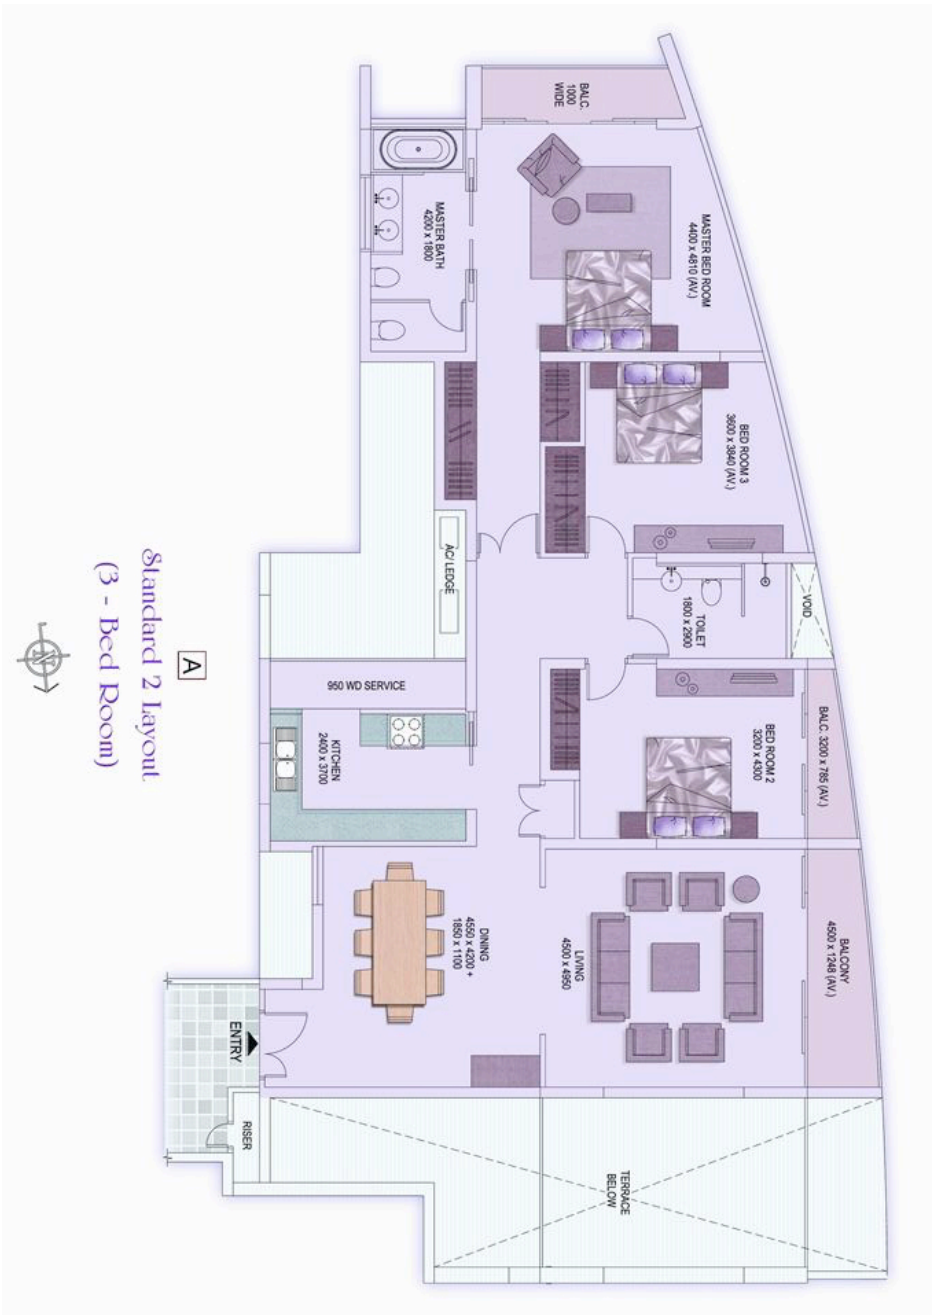 BALC.
1000
WIDE
MASTER BATH
4200 x 1800
MASTER BED ROOM
4400 x 4810 (AV.)
BED ROOM 3
3600 x 3840 (AV.)
AC/ LEDGE
TOILET
1800 x 2900
VOID
950 WD SERVICE
KITCHEN
2400 x 3700
BED ROOM 2
3200 x 4300
BALC. 3200 x 785 (AV.)
DINING
4550 x 4200 +
1850 x 1100
LIVING
4500 x 4950
BALCONY
4500 x 1248 (AV.)
ENTRY
RISER
TERRACE
BELOW
A
Standard 2 Layout
(3 - Bed Room)
N